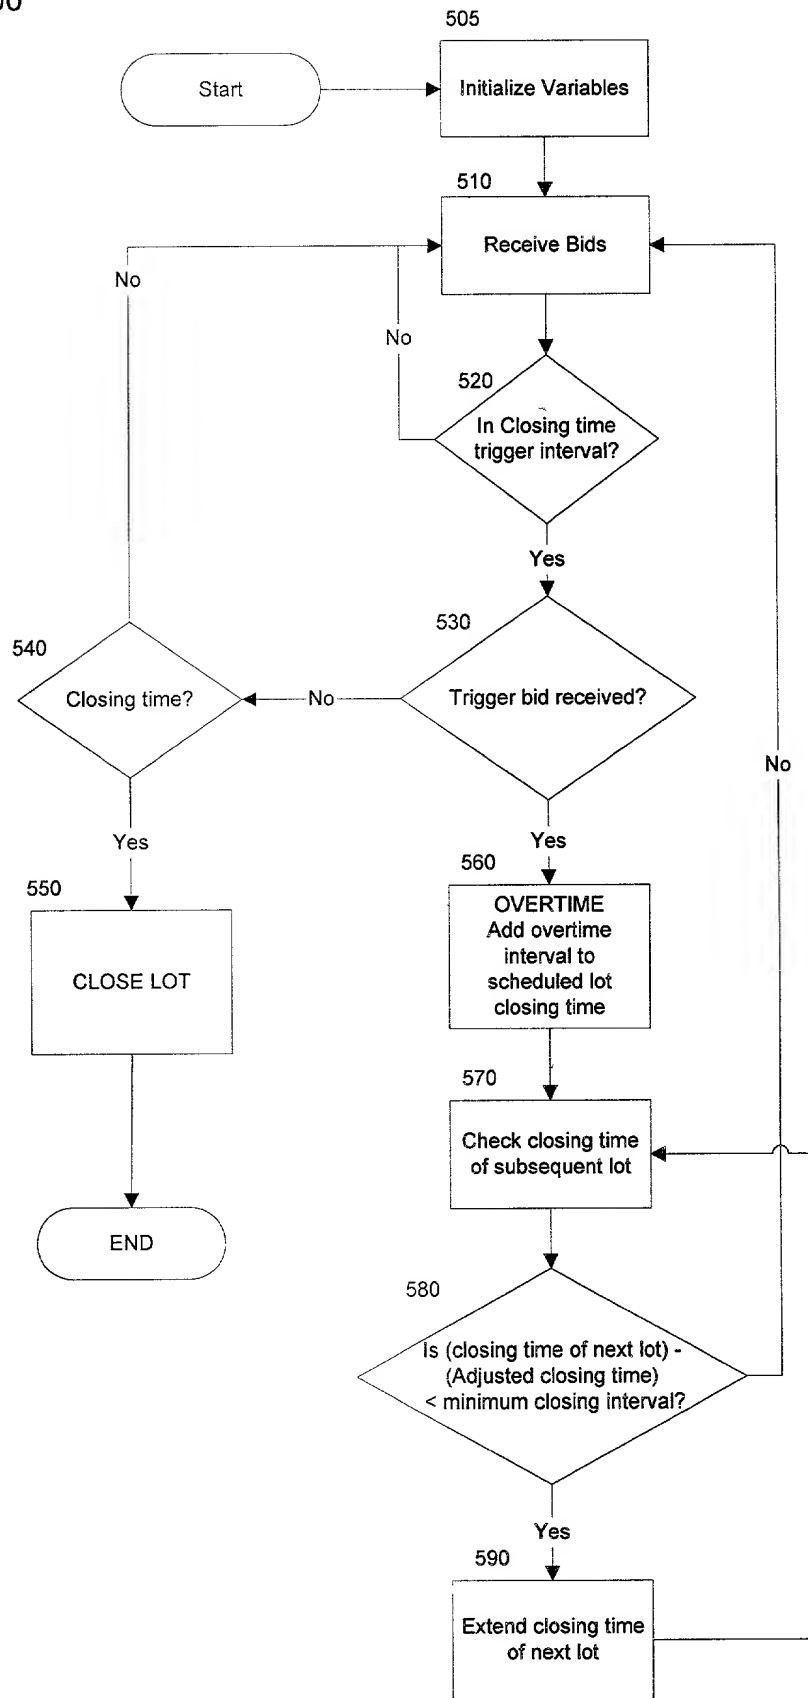 505
Start
Initialize Variables
510
Receive Bids
No
No
520
In Closing time
trigger interval?
Yes
530
540
Closing time?
No
Trigger bid received?
No
Yes
Yes
550
560
CLOSE LOT
OVERTIME
Add overtime
interval to
scheduled lot
closing time
570
Check closing time
of subsequent lot
END
580
Is (closing time of next lot) -
(Adjusted closing time)
< minimum closing interval?
Yes
590
Extend closing time
of next lot